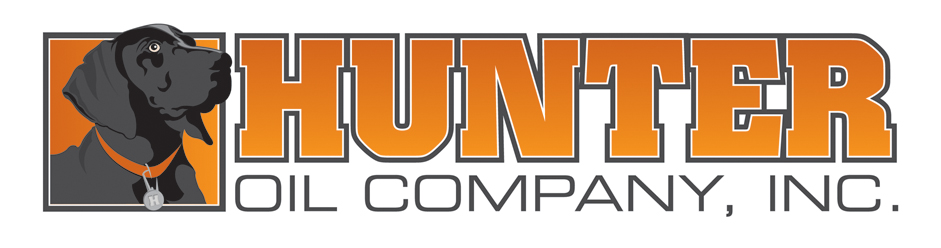 HUNTER
OIL COMPANY, INC.
H